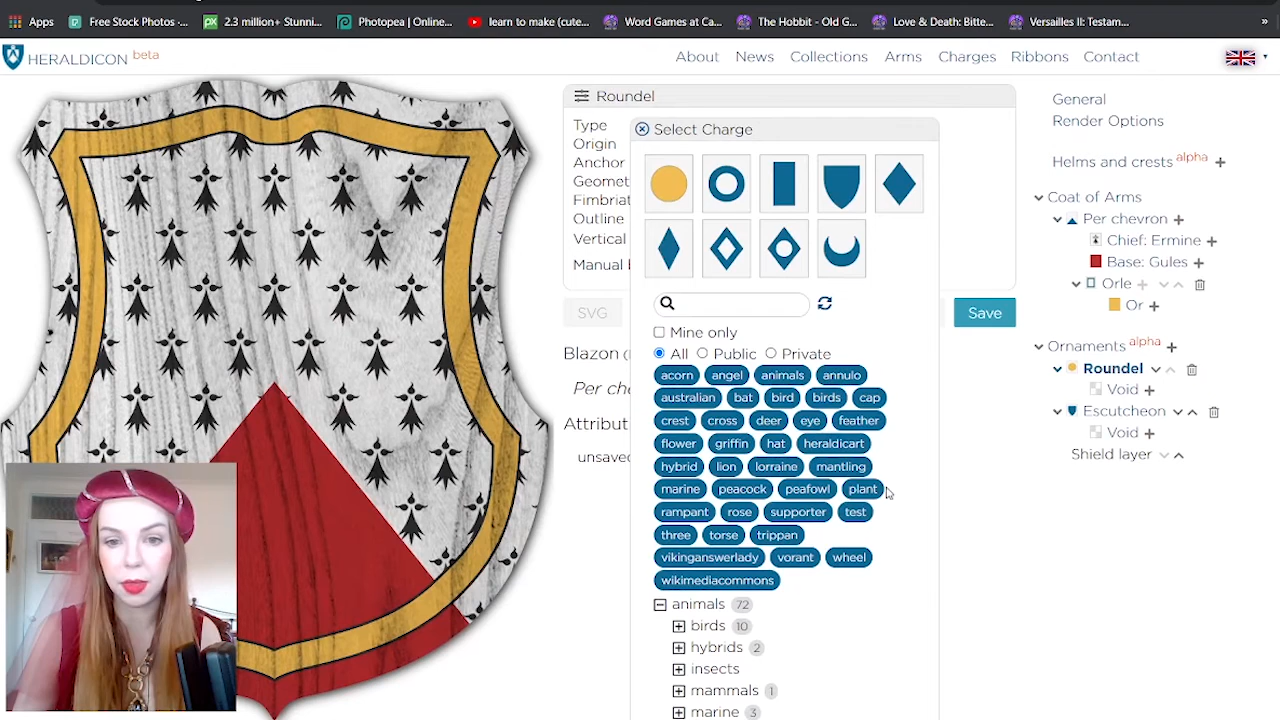 Apps Free Stock Photos -... 2.3 million+ Stunni... Photopea | Online... learn to make (cute... Word Games at Ca... The Hobbit - Old G... Love & Death: Bitte... Versailles II: Testam... »
HERALDICON beta About News Collections Arms Charges Ribbons Contact
Roundel
Type
Origin
Anchor
Geomet
Fimbriat
Outline
Vertical
Manual
SVG
Save
Blazon
Per che
Attribut
unsaved
Select Charge
Mine only
All Public Private
acorn angel animals annulo
australian bat bird birds cap
crest cross deer eye feather
flower griffin hat heraldicart
hybrid lion lorraine mantling
marine peacock peafowl plant
rampant rose supporter test
three torse trippan
vikinganswerlady vorant wheel
wikimediacommons
animals 72
birds 10
hybrids 2
insects
mammals 1
marine 3
General
Render Options
Helms and crests alpha +
Coat of Arms
Per chevron +
Chief: Ermine +
Base: Gules +
Orle +
Or +
Ornaments alpha +
Roundel
Void +
Escutcheon
Void +
Shield layer